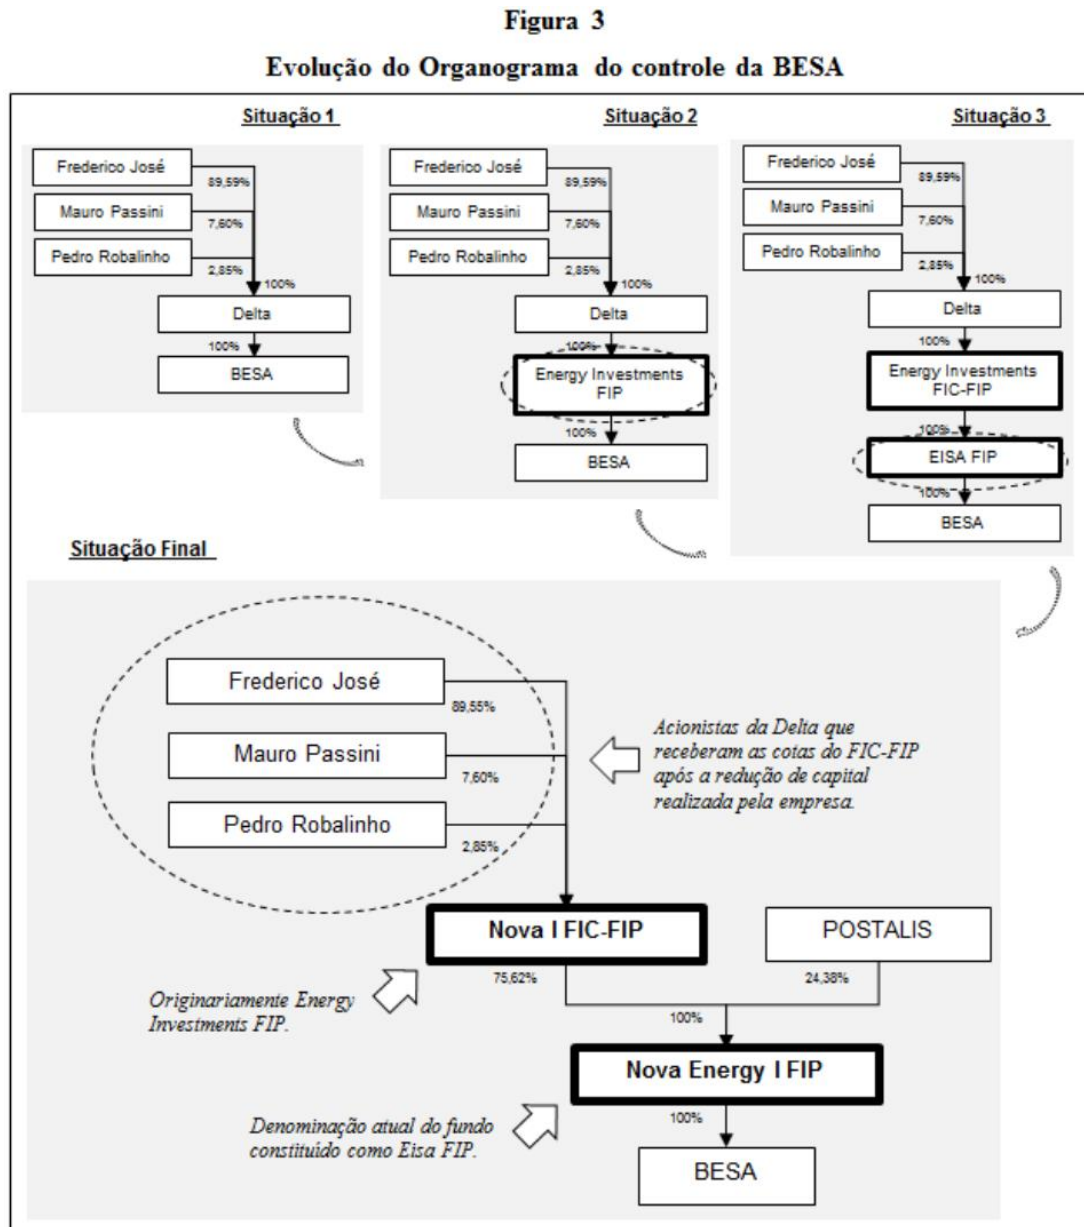 Figura 3
Evolução do Organograma do controle da BESA
Situação 1
Frederico José
89,59%
Mauro Passini
7,60%
Pedro Robalinho
2,85%
100%
Delta
100%
BESA
Situação 2
Frederico José
89,59%
Mauro Passini
7,60%
Pedro Robalinho
2,85%
100%
Delta
100%
Energy Investments
FIP
100%
BESA
Situação 3
Frederico José
89,59%
Mauro Passini
7,60%
Pedro Robalinho
2,85%
100%
Delta
100%
Energy Investments
FIC-FIP
100%
EISA FIP
100%
BESA
Situação Final
Frederico José
89,55%
Mauro Passini
7,60%
Pedro Robalinho
2,85%
Acionistas da Delta que
receberam as cotas do FIC-FIP
após a redução de capital
realizada pela empresa.
Nova I FIC-FIP
POSTALIS
75,62%
24,38%
Originariamente Energy
Investments FIP.
100%
Nova Energy I FIP
100%
Denominação atual do fundo
constituído como Eisa FIP.
BESA